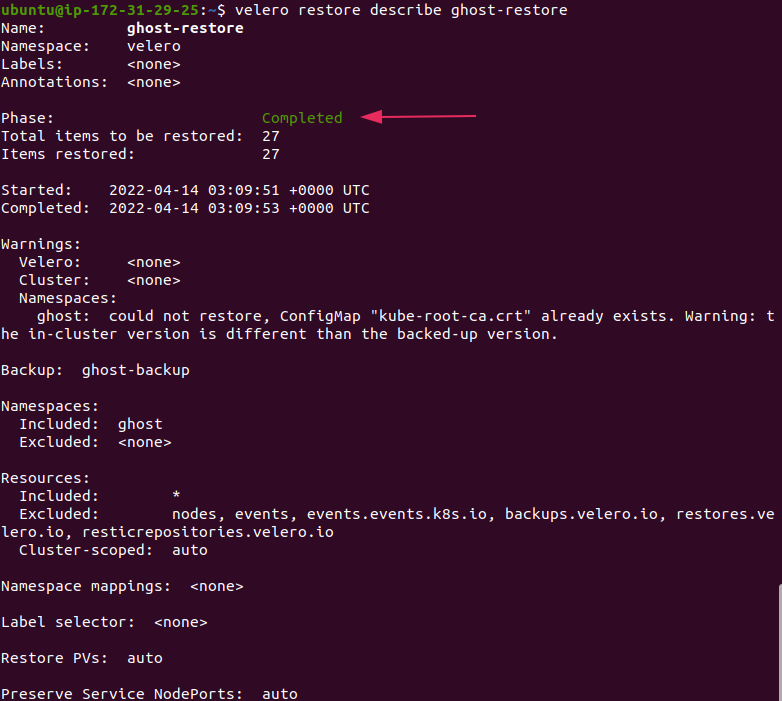 ubuntu@ip-172-31-29-25:~$ velero restore describe ghost-restore
Name:         ghost-restore
Namespace:    velero
Labels:       <none>
Annotations:  <none>

Phase:                       Completed
Total items to be restored:  27
Items restored:              27

Started:    2022-04-14 03:09:51 +0000 UTC
Completed:  2022-04-14 03:09:53 +0000 UTC

Warnings:
  Velero:     <none>
  Cluster:    <none>
  Namespaces:
    ghost:  could not restore, ConfigMap "kube-root-ca.crt" already exists. Warning: t
he in-cluster version is different than the backed-up version.

Backup:  ghost-backup

Namespaces:
  Included:  ghost
  Excluded:  <none>

Resources:
  Included:        *
  Excluded:        nodes, events, events.events.k8s.io, backups.velero.io, restores.ve
lero.io, resticrepositories.velero.io
  Cluster-scoped:  auto

Namespace mappings:  <none>

Label selector:  <none>

Restore PVs:  auto

Preserve Service NodePorts:  auto